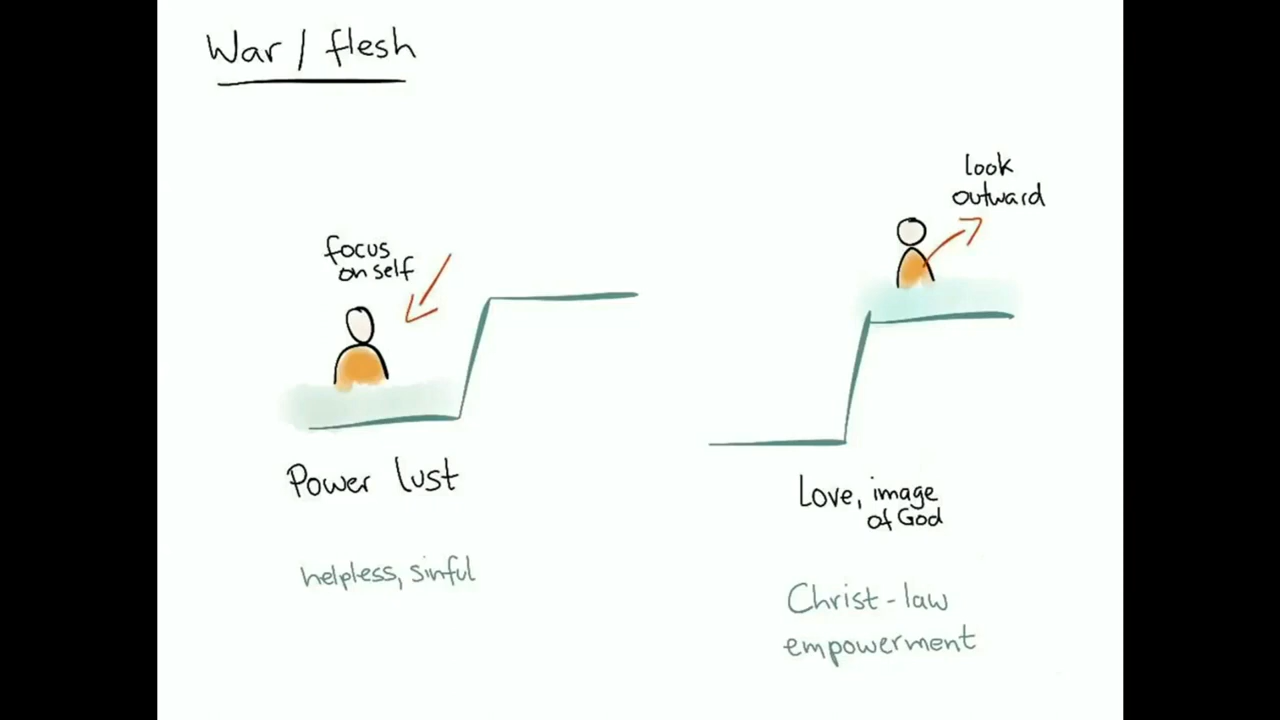 War / flesh
focus
on self
Power lust
helpless, sinful
look
outward
Love, image
of God
Christ-law
empowerment